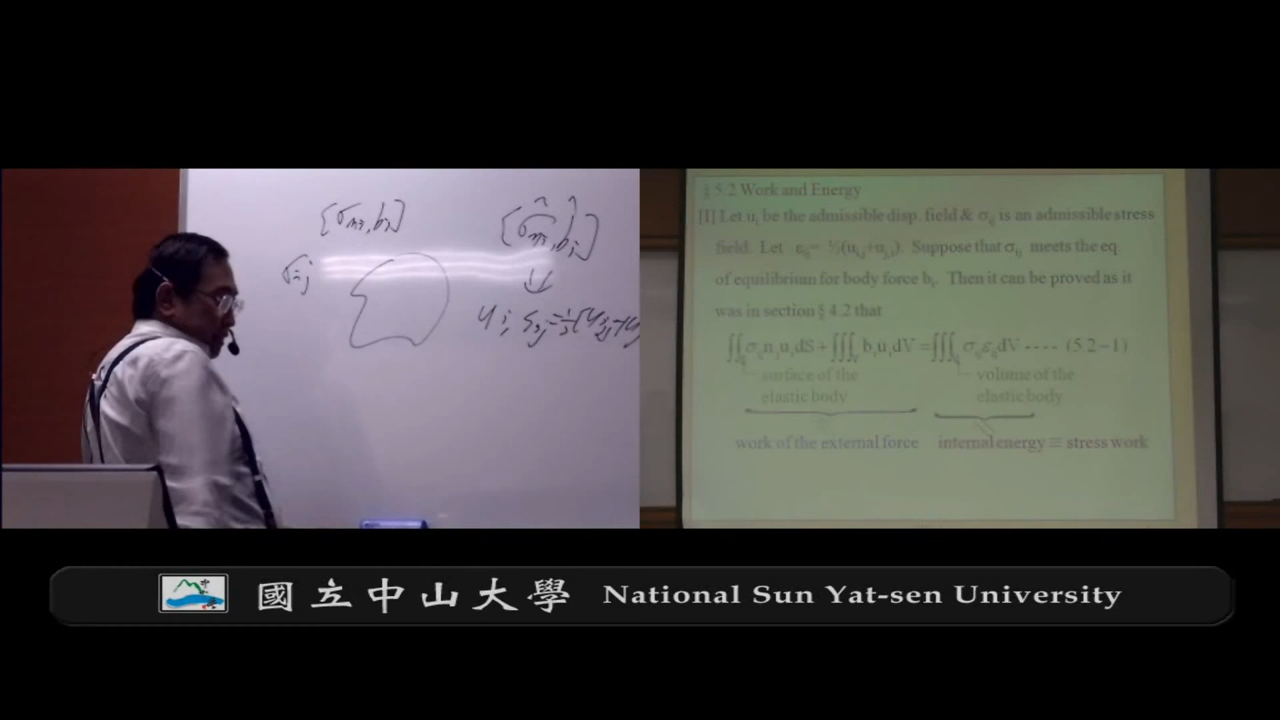 [σₙᵢ, bᵢ]
[σ̂ₙᵢ, b̂ᵢ]
σᵢⱼ
§5.2 Work and Energy
[I] Let uᵢ be the admissible disp. field & σᵢⱼ is an admissible stress
field. Let εᵢⱼ= ½(uᵢ,ⱼ+uⱼ,ᵢ). Suppose that σᵢⱼ meets the eq.
of equilibrium for body force bᵢ. Then it can be proved as it
was in section § 4.2 that
∬ₛ σᵢⱼnⱼuᵢdS + ∭ᵥ bᵢuᵢdV = ∭ᵥ σᵢⱼεᵢⱼdV ---- (5.2−1)
surface of the
elastic body
volume of the
elastic body
work of the external force
internal energy ≡ stress work
國立中山大學 National Sun Yat-sen University